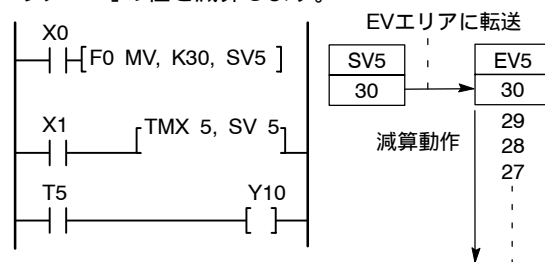 EVエリアに転送
X0
[F0 MV, K30, SV5 ]
SV5
EV5
30
30
X1
[TMX 5, SV 5]
減算動作
29
28
27
T5
Y10
[ ]